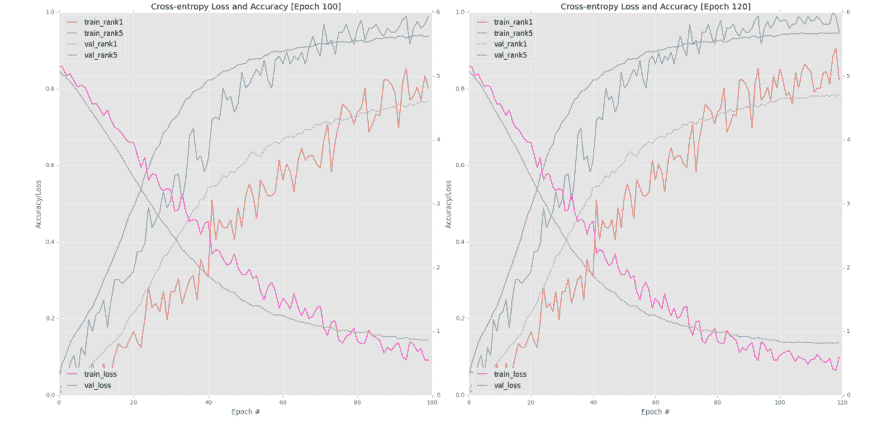 Cross-entropy Loss and Accuracy [Epoch 100]
train_rank1
train_rank5
val_rank1
val_rank5
Accuracy/Loss
1.0
0.8
0.6
0.4
0.2
0.0
6
5
4
3
2
1
0
train_loss
val_loss
0 20 40 60 80 100
Epoch #
Cross-entropy Loss and Accuracy [Epoch 120]
train_rank1
train_rank5
val_rank1
val_rank5
Accuracy/Loss
1.0
0.8
0.6
0.4
0.2
0.0
6
5
4
3
2
1
0
train_loss
val_loss
0 20 40 60 80 100 120
Epoch #